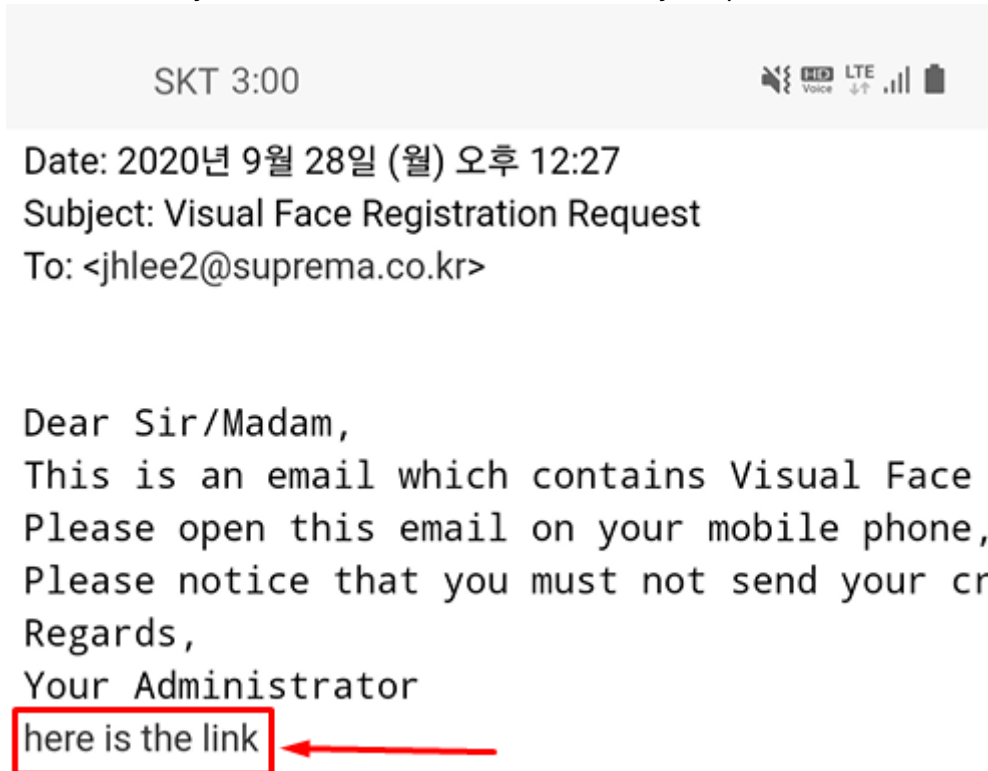 SKT 3:00
HD Voice LTE
Date: 2020년 9월 28일 (월) 오후 12:27
Subject: Visual Face Registration Request
To: <jhlee2@suprema.co.kr>
Dear Sir/Madam,
This is an email which contains Visual Face
Please open this email on your mobile phone,
Please notice that you must not send your cr
Regards,
Your Administrator
here is the link